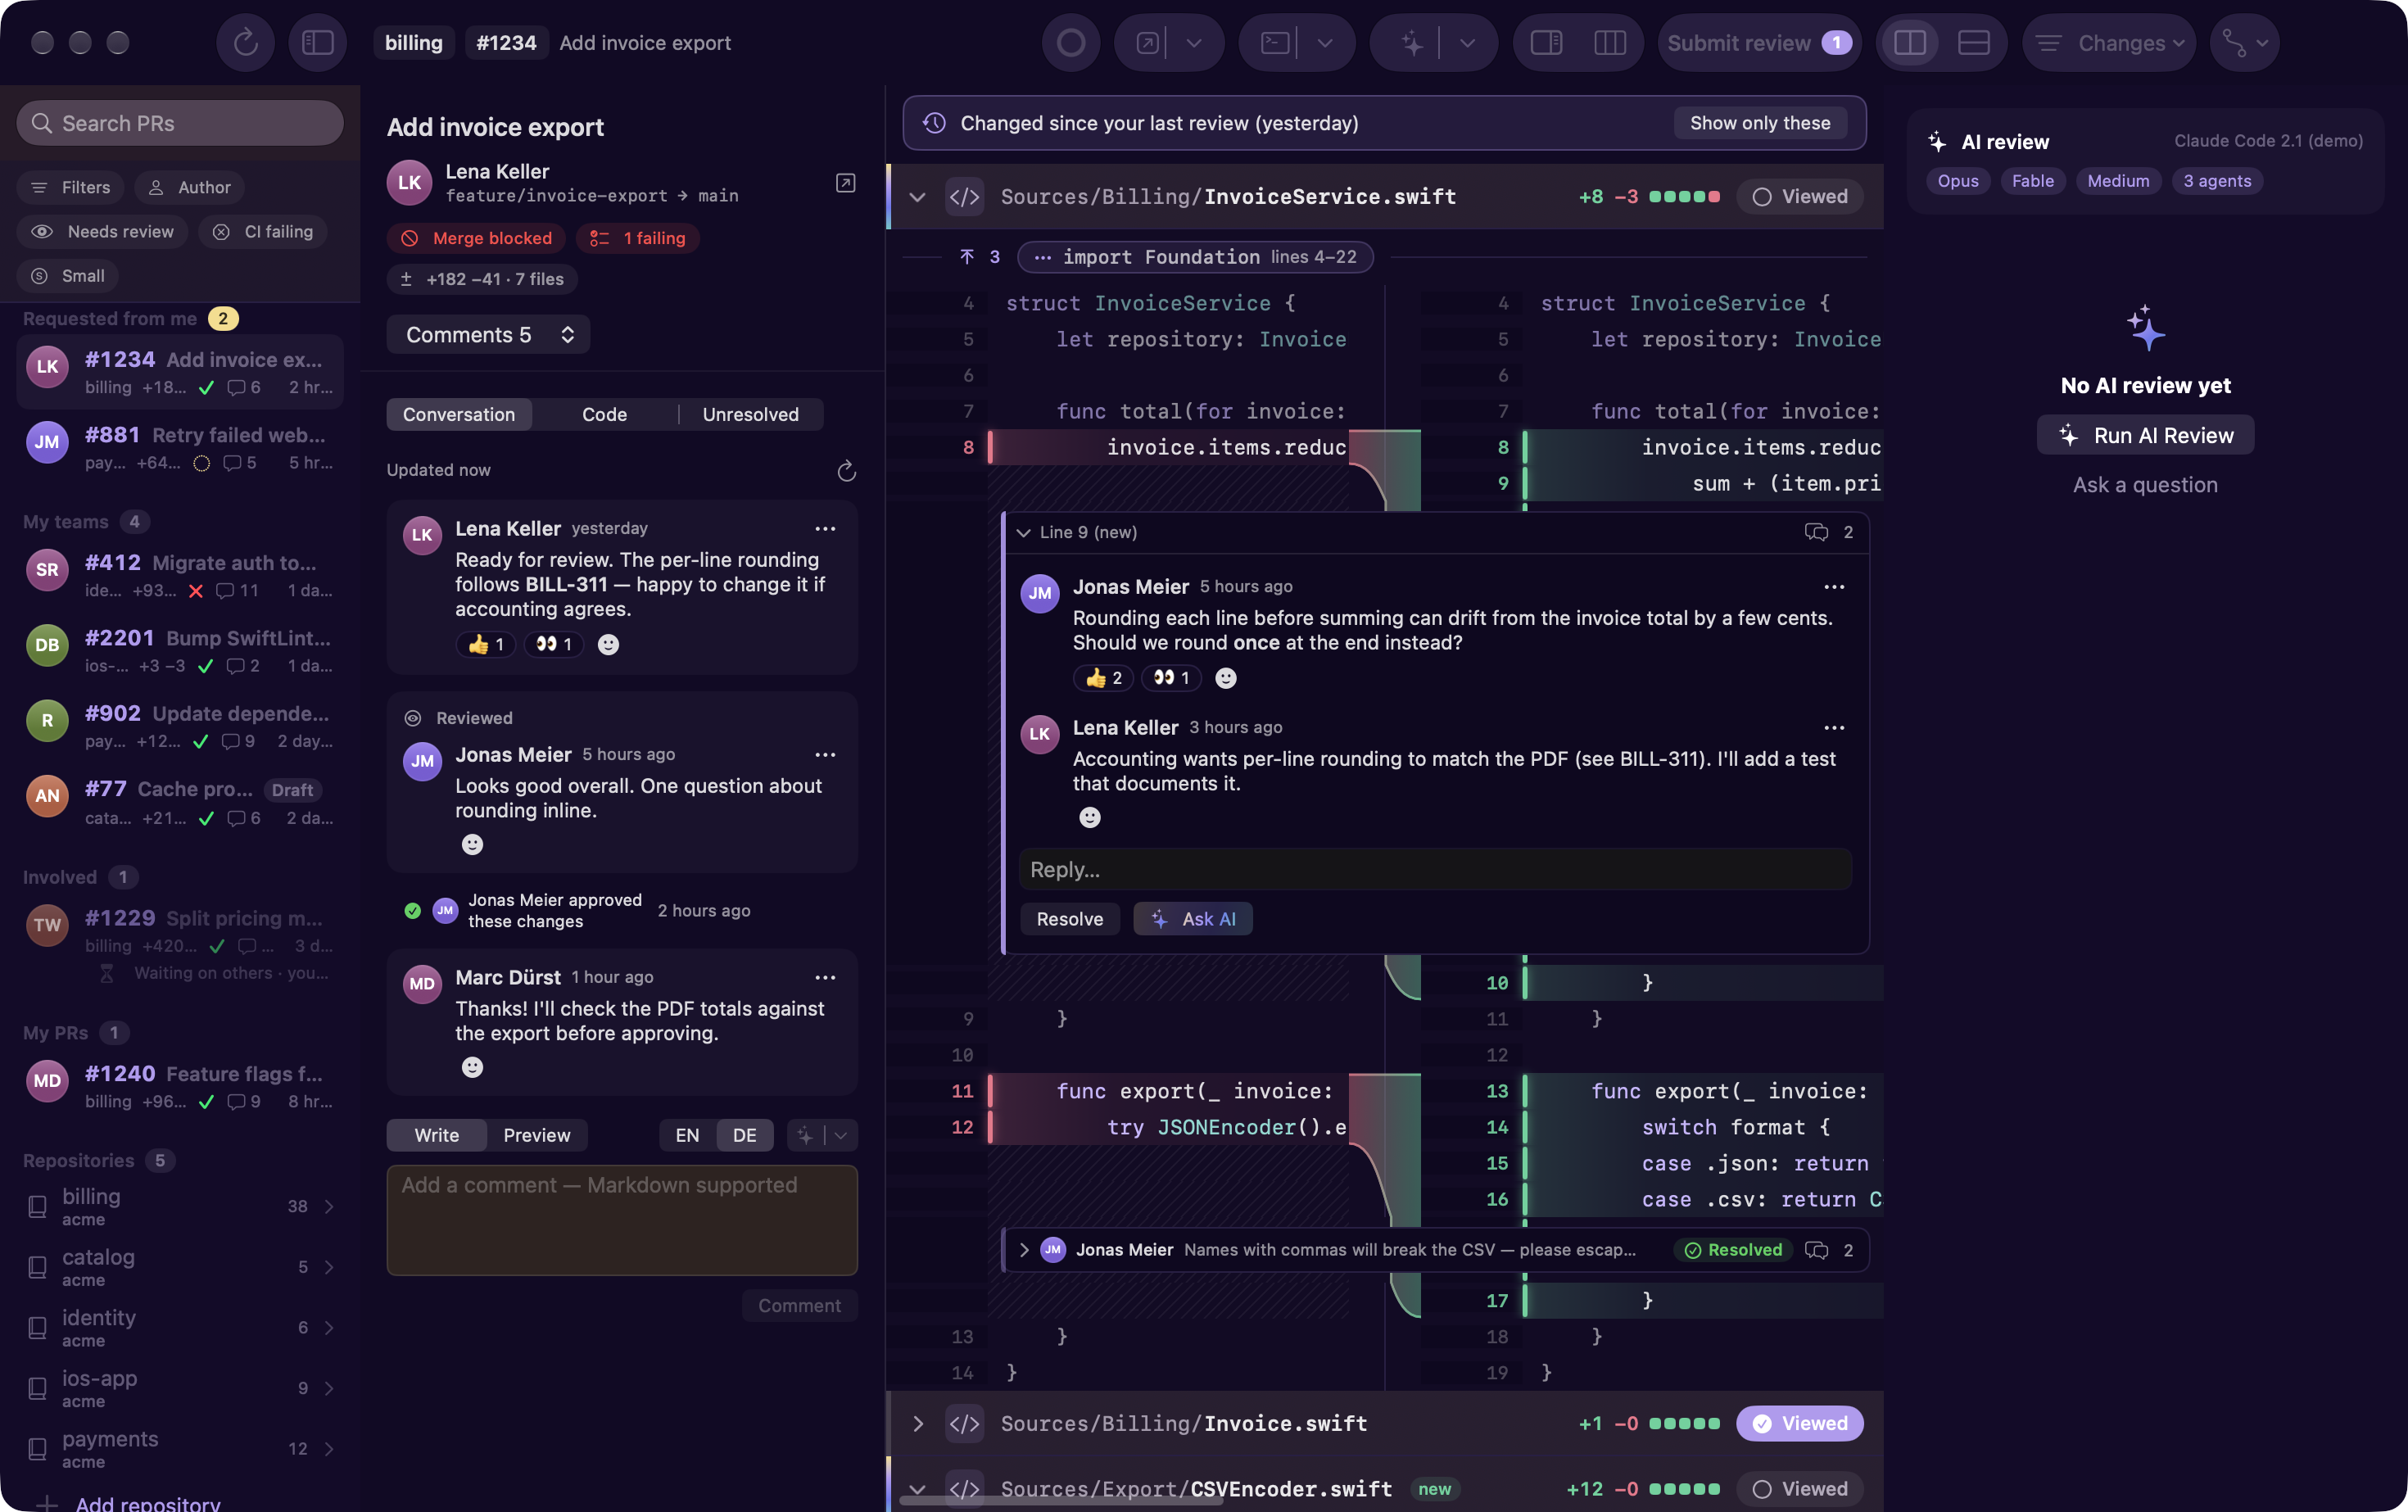 billing #1234 Add invoice export
Submit review 1
Changes
Search PRs
Filters Author
Needs review CI failing
Small
Requested from me 2
LK #1234 Add invoice ex...
billing +18... 6 2 hr...
JM #881 Retry failed web...
pay... +64... 5 5 hr...
My teams 4
SR #412 Migrate auth to...
ide... +93... 11 1 da...
DB #2201 Bump SwiftLint...
ios-... +3 −3 2 1 da...
R #902 Update depende...
pay... +12... 9 2 day...
AN #77 Cache pro... Draft
cata... +21... 6 2 da...
Involved 1
TW #1229 Split pricing m...
billing +420... ... 3 d...
Waiting on others · you...
My PRs 1
MD #1240 Feature flags f...
billing +96... 9 8 hr...
Repositories 5
billing 38
acme
catalog 5
acme
identity 6
acme
ios-app 9
acme
payments 12
acme
Add repository
Add invoice export
LK Lena Keller
feature/invoice-export → main
Merge blocked 1 failing
± +182 −41 · 7 files
Comments 5
Conversation Code Unresolved
Updated now
LK Lena Keller yesterday
Ready for review. The per-line rounding
follows BILL-311 — happy to change it if
accounting agrees.
👍 1 👀 1
Reviewed
JM Jonas Meier 5 hours ago
Looks good overall. One question about
rounding inline.
JM Jonas Meier approved
these changes 2 hours ago
MD Marc Dürst 1 hour ago
Thanks! I'll check the PDF totals against
the export before approving.
Write Preview EN DE
Add a comment — Markdown supported
Comment
Changed since your last review (yesterday) Show only these
Sources/Billing/InvoiceService.swift +8 −3 Viewed
3 ··· import Foundation lines 4–22
4 struct InvoiceService { 4 struct InvoiceService {
5 let repository: Invoice 5 let repository: Invoice
6 6
7 func total(for invoice: 7 func total(for invoice:
8 invoice.items.reduc 8 invoice.items.reduc
9 sum + (item.pri
Line 9 (new) 2
JM Jonas Meier 5 hours ago
Rounding each line before summing can drift from the invoice total by a few cents.
Should we round once at the end instead?
👍 2 👀 1
LK Lena Keller 3 hours ago
Accounting wants per-line rounding to match the PDF (see BILL-311). I'll add a test
that documents it.
Reply...
Resolve Ask AI
10 }
9 } 11 }
10 12
11 func export(_ invoice: 13 func export(_ invoice:
12 try JSONEncoder().e 14 switch format {
15 case .json: return
16 case .csv: return C
JM Jonas Meier Names with commas will break the CSV — please escap... Resolved 2
17 }
13 } 18 }
14 } 19 }
Sources/Billing/Invoice.swift +1 −0 Viewed
Sources/Export/CSVEncoder.swift new +12 −0 Viewed
AI review Claude Code 2.1 (demo)
Opus Fable Medium 3 agents
No AI review yet
Run AI Review
Ask a question